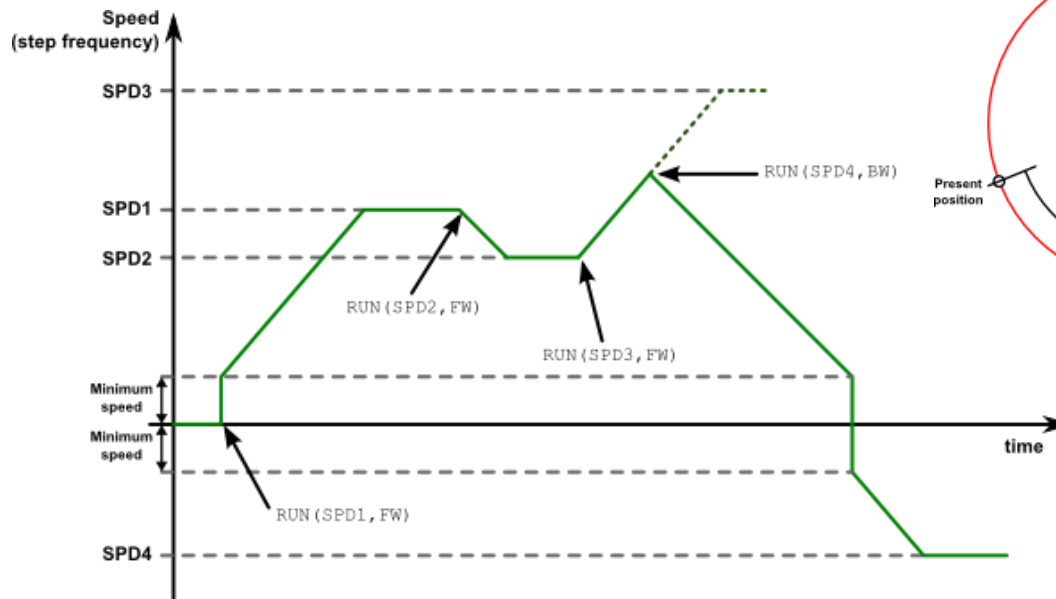 Speed
(step frequency)
SPD3
RUN(SPD4,BW)
Present
position
SPD1
SPD2
RUN(SPD2,FW)
RUN(SPD3,FW)
Minimum
speed
Minimum
speed
time
RUN(SPD1,FW)
SPD4